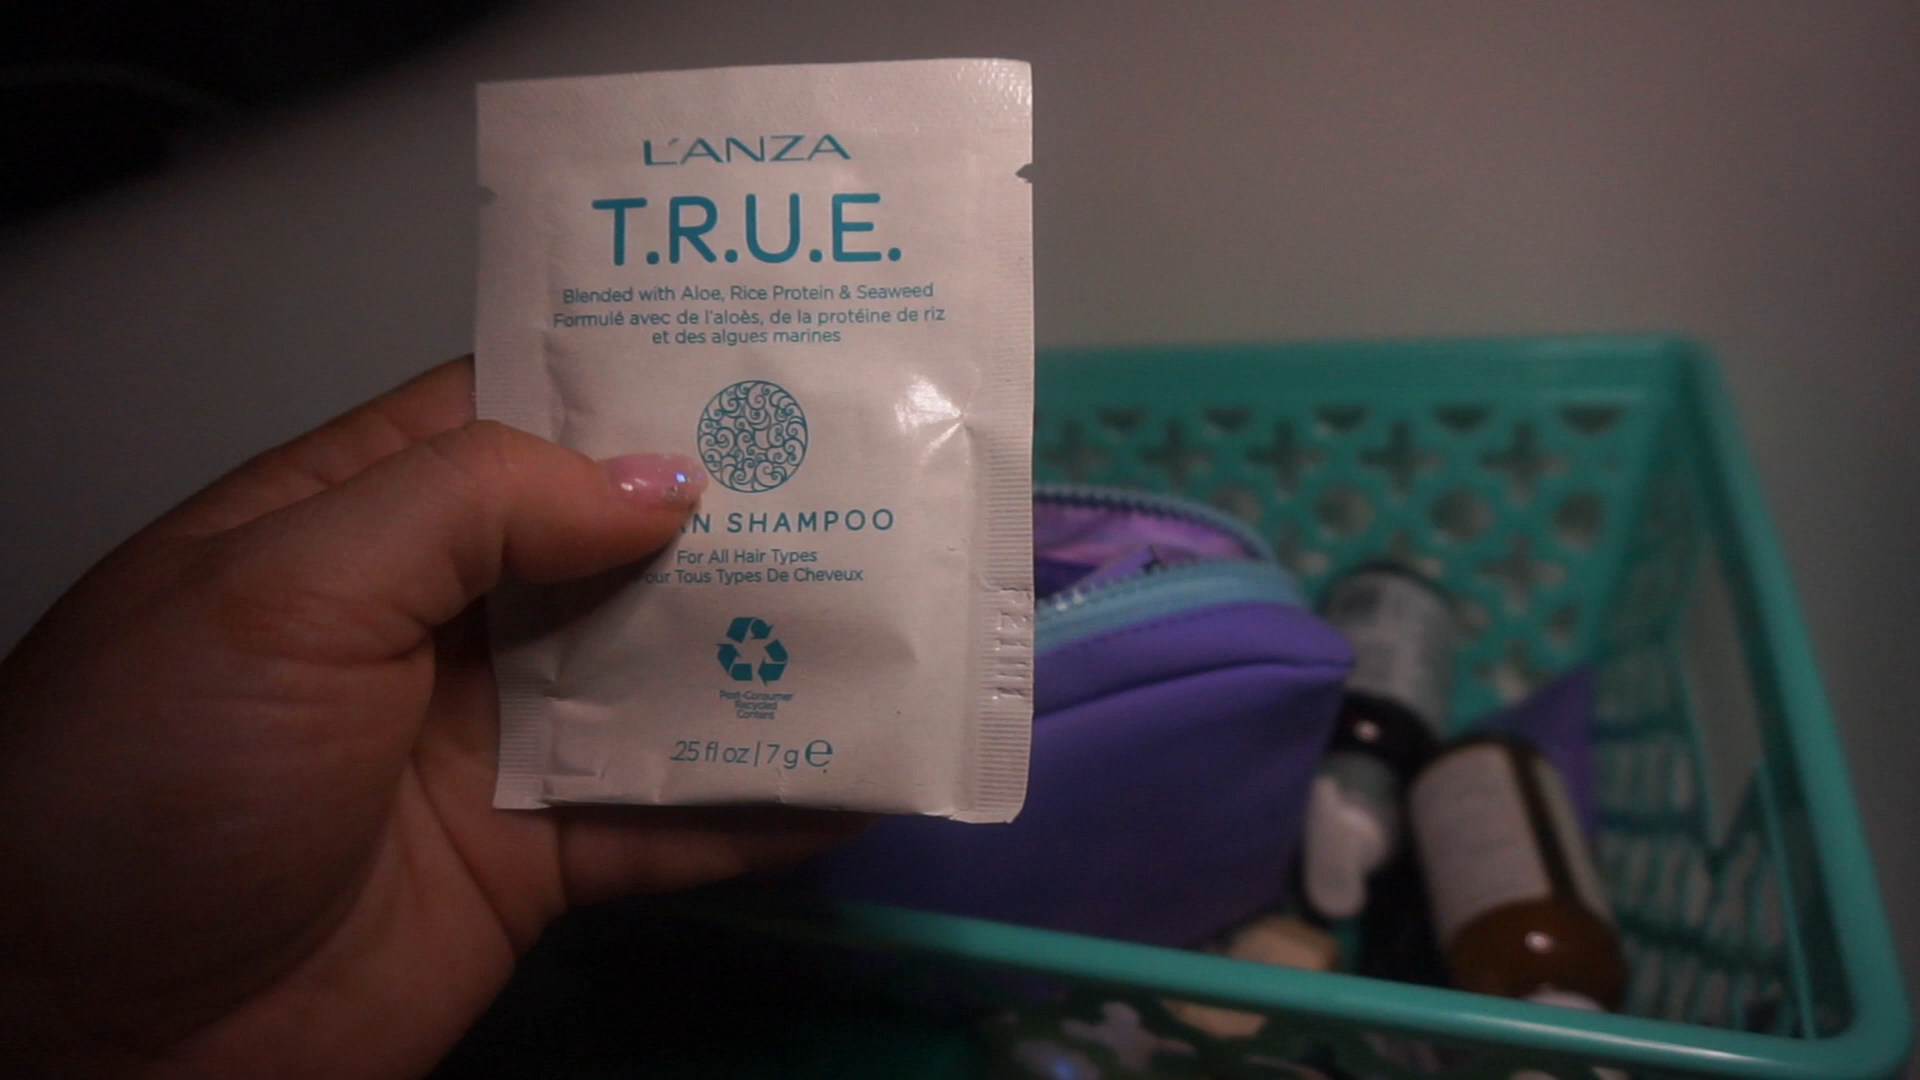 L'ANZA
T.R.U.E.
Blended with Aloe, Rice Protein & Seaweed
Formulé avec de l'aloès, de la protéine de riz
et des algues marines
SHAMPOO
For All Hair Types
Tous Types De Cheveux
Post-Consumer
Recycled
Content
.25 fl oz | 7 g ℮